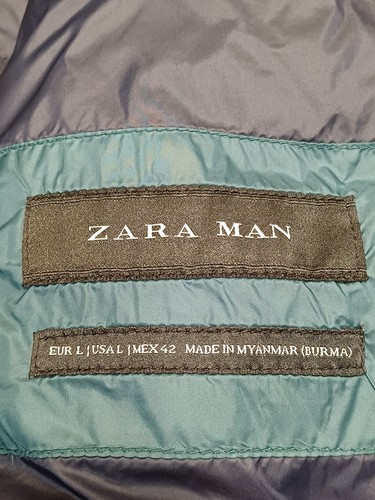 ZARA MAN
EUR L | USA L | MEX 42 MADE IN MYANMAR (BURMA)